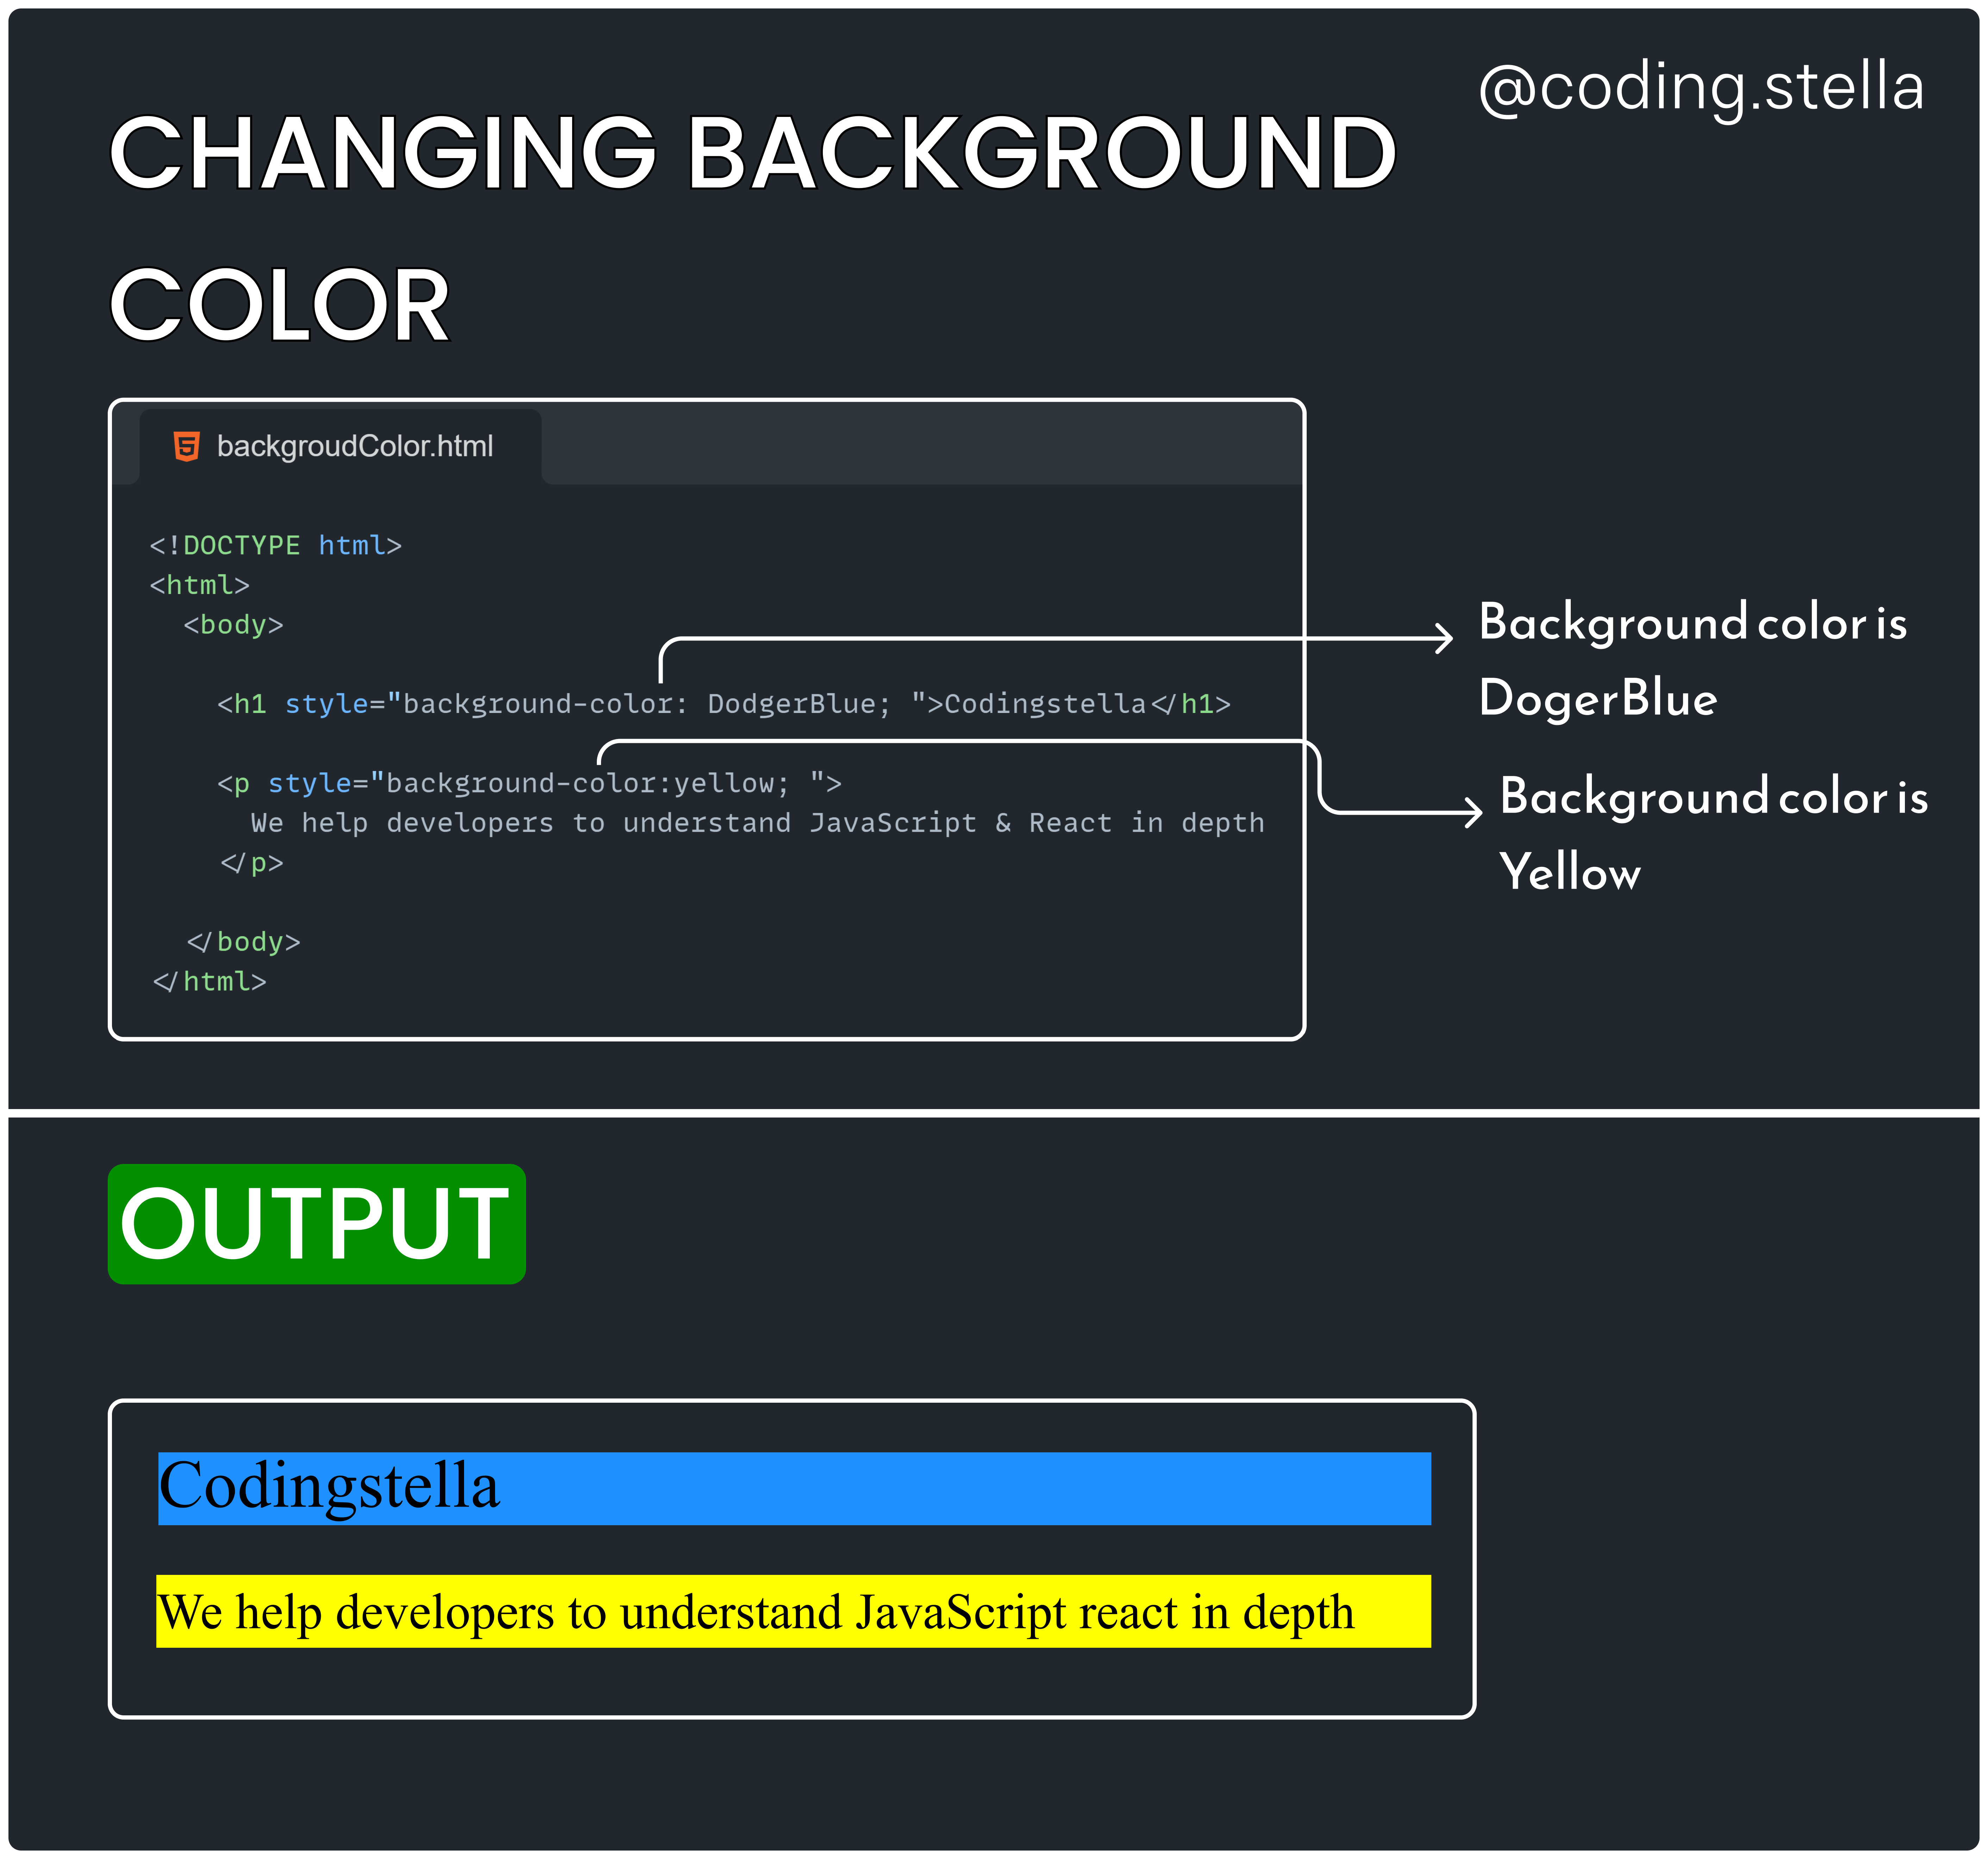 @coding.stella
CHANGING BACKGROUND
COLOR
backgroudColor.html
<!DOCTYPE html>
<html>
<body>
<h1 style="background-color: DodgerBlue; ">Codingstella</h1>
<p style="background-color:yellow; ">
We help developers to understand JavaScript & React in depth
</p>
</body>
</html>
Background color is
DogerBlue
Background color is
Yellow
OUTPUT
Codingstella
We help developers to understand JavaScript react in depth